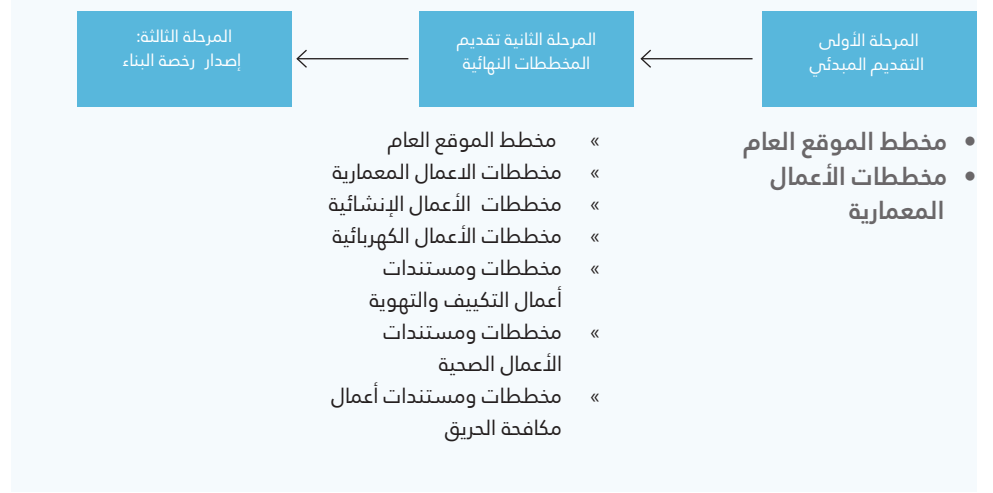 المرحلة الأولى
التقديم المبدئي
المرحلة الثانية تقديم
المخططات النهائية
المرحلة الثالثة:
إصدار رخصة البناء
• مخطط الموقع العام
• مخططات الأعمال
المعمارية
» مخطط الموقع العام
» مخططات الاعمال المعمارية
» مخططات الأعمال الإنشائية
» مخططات الأعمال الكهربائية
» مخططات ومستندات
أعمال التكييف والتهوية
» مخططات ومستندات
الأعمال الصحية
» مخططات ومستندات أعمال
مكافحة الحريق